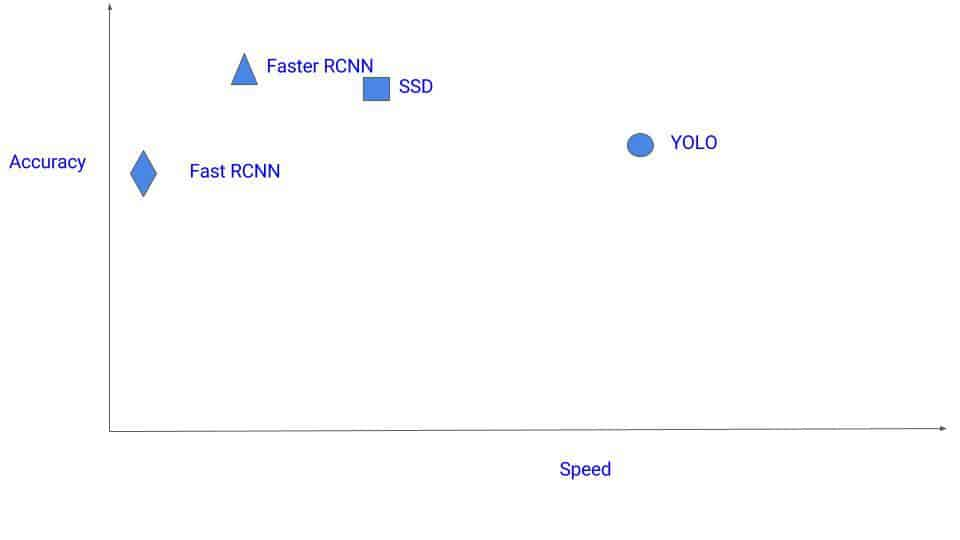 Faster RCNN
SSD
YOLO
Accuracy
Fast RCNN
Speed